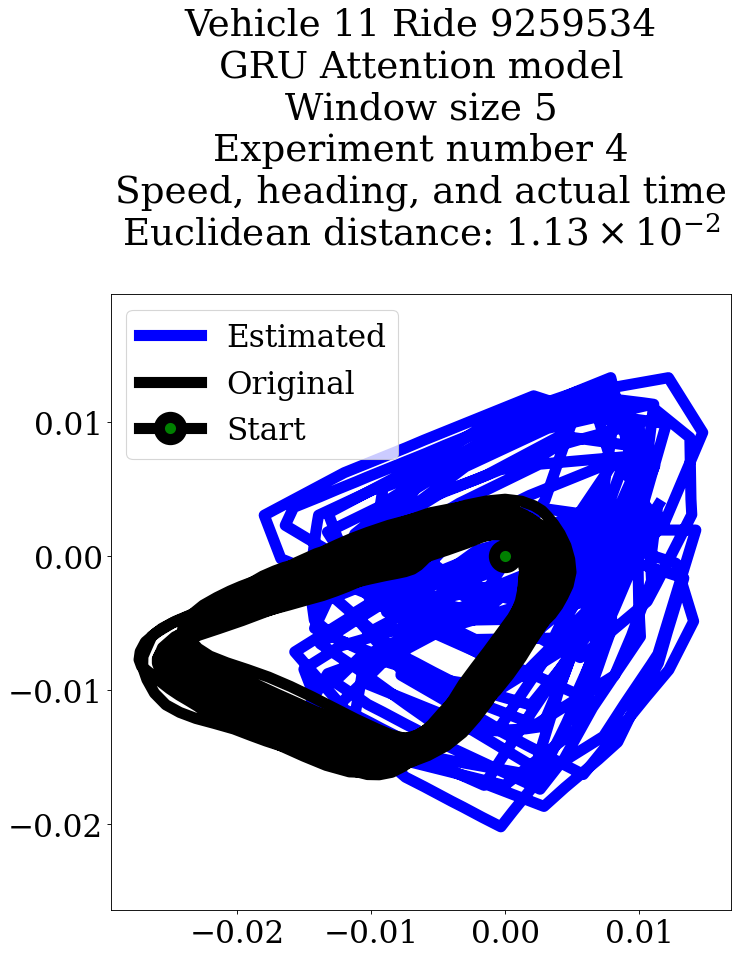 Vehicle 11 Ride 9259534
GRU Attention model
Window size 5
Experiment number 4
Speed, heading, and actual time
Euclidean distance: 1.13 × 10⁻²
Estimated
Original
Start
0.01
0.00
−0.01
−0.02
−0.02 −0.01 0.00 0.01